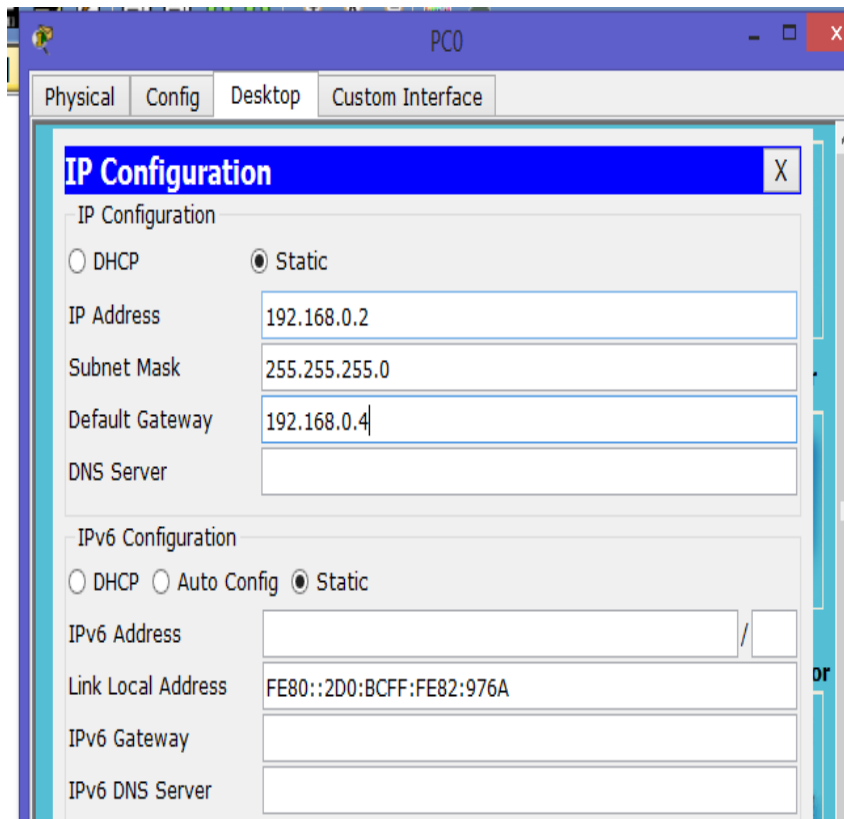 PC0
X
Physical Config Desktop Custom Interface
IP Configuration X
IP Configuration
DHCP Static
IP Address 192.168.0.2
Subnet Mask 255.255.255.0
Default Gateway 192.168.0.4
DNS Server
IPv6 Configuration
DHCP Auto Config Static
IPv6 Address /
Link Local Address FE80::2D0:BCFF:FE82:976A
IPv6 Gateway
IPv6 DNS Server